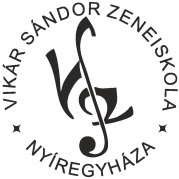 VIKÁR SÁNDOR ZENEISKOLA
NYÍREGYHÁZA